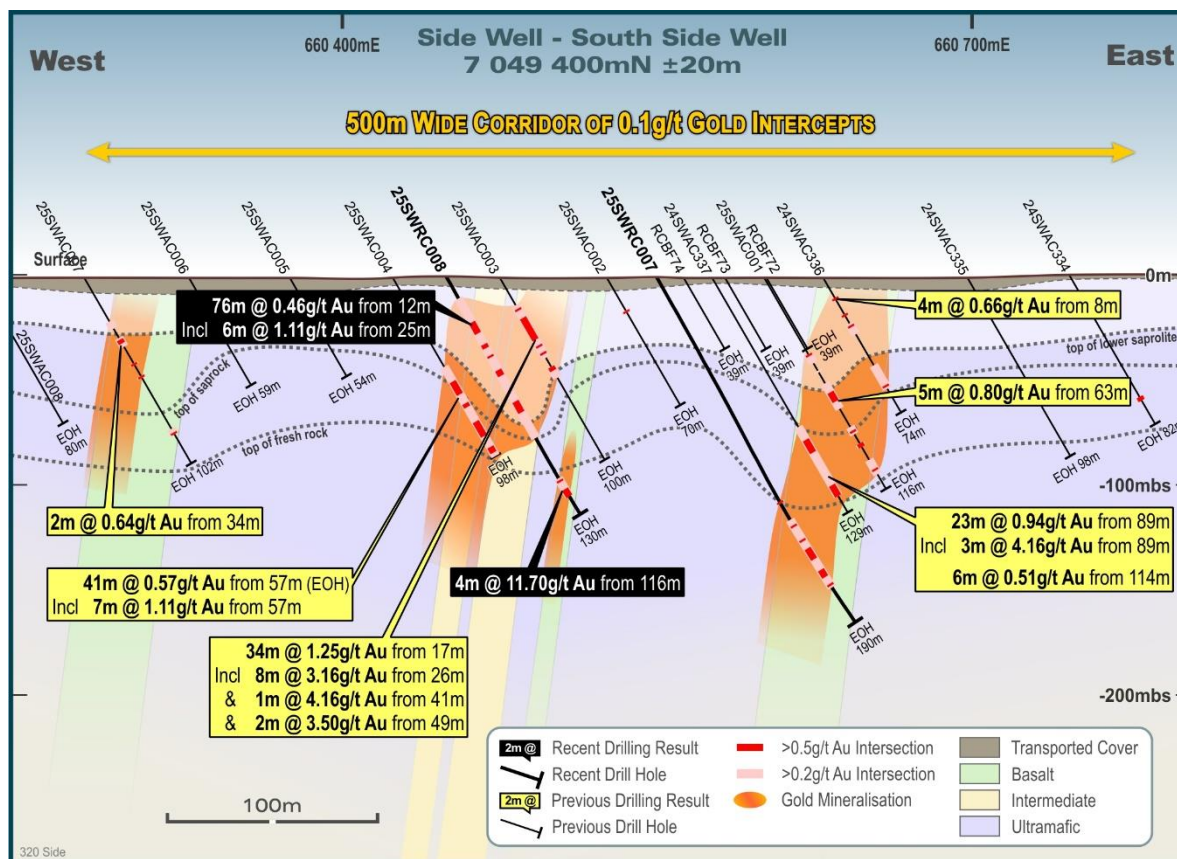 660 400mE
Side Well - South Side Well
7 049 400mN ±20m
660 700mE
West
East
500m WIDE CORRIDOR OF 0.1g/t GOLD INTERCEPTS
25SWAC007
25SWAC006
25SWAC005
25SWAC004
25SWRC008
25SWAC003
25SWAC002
25SWRC007
RCBF74
24SWAC337
RCBF73
25SWAC001
RCBF72
24SWAC336
24SWAC335
24SWAC334
Surface
0m
25SWAC008
76m @ 0.46g/t Au from 12m
Incl 6m @ 1.11g/t Au from 25m
4m @ 0.66g/t Au from 8m
top of lower saprolite
top of saprock
top of fresh rock
EOH
80m
EOH 102m
EOH 59m
EOH 54m
EOH
98m
EOH
100m
EOH
130m
EOH
70m
EOH
39m
EOH
39m
EOH
39m
EOH
74m
EOH
116m
EOH
129m
EOH
190m
EOH 98m
EOH 82m
5m @ 0.80g/t Au from 63m
-100mbs
2m @ 0.64g/t Au from 34m
23m @ 0.94g/t Au from 89m
Incl 3m @ 4.16g/t Au from 89m
6m @ 0.51g/t Au from 114m
41m @ 0.57g/t Au from 57m (EOH)
Incl 7m @ 1.11g/t Au from 57m
4m @ 11.70g/t Au from 116m
34m @ 1.25g/t Au from 17m
Incl 8m @ 3.16g/t Au from 26m
& 1m @ 4.16g/t Au from 41m
& 2m @ 3.50g/t Au from 49m
-200mbs
2m @ Recent Drilling Result
Recent Drill Hole
2m @ Previous Drilling Result
Previous Drill Hole
>0.5g/t Au Intersection
>0.2g/t Au Intersection
Gold Mineralisation
Transported Cover
Basalt
Intermediate
Ultramafic
100m
320 Side